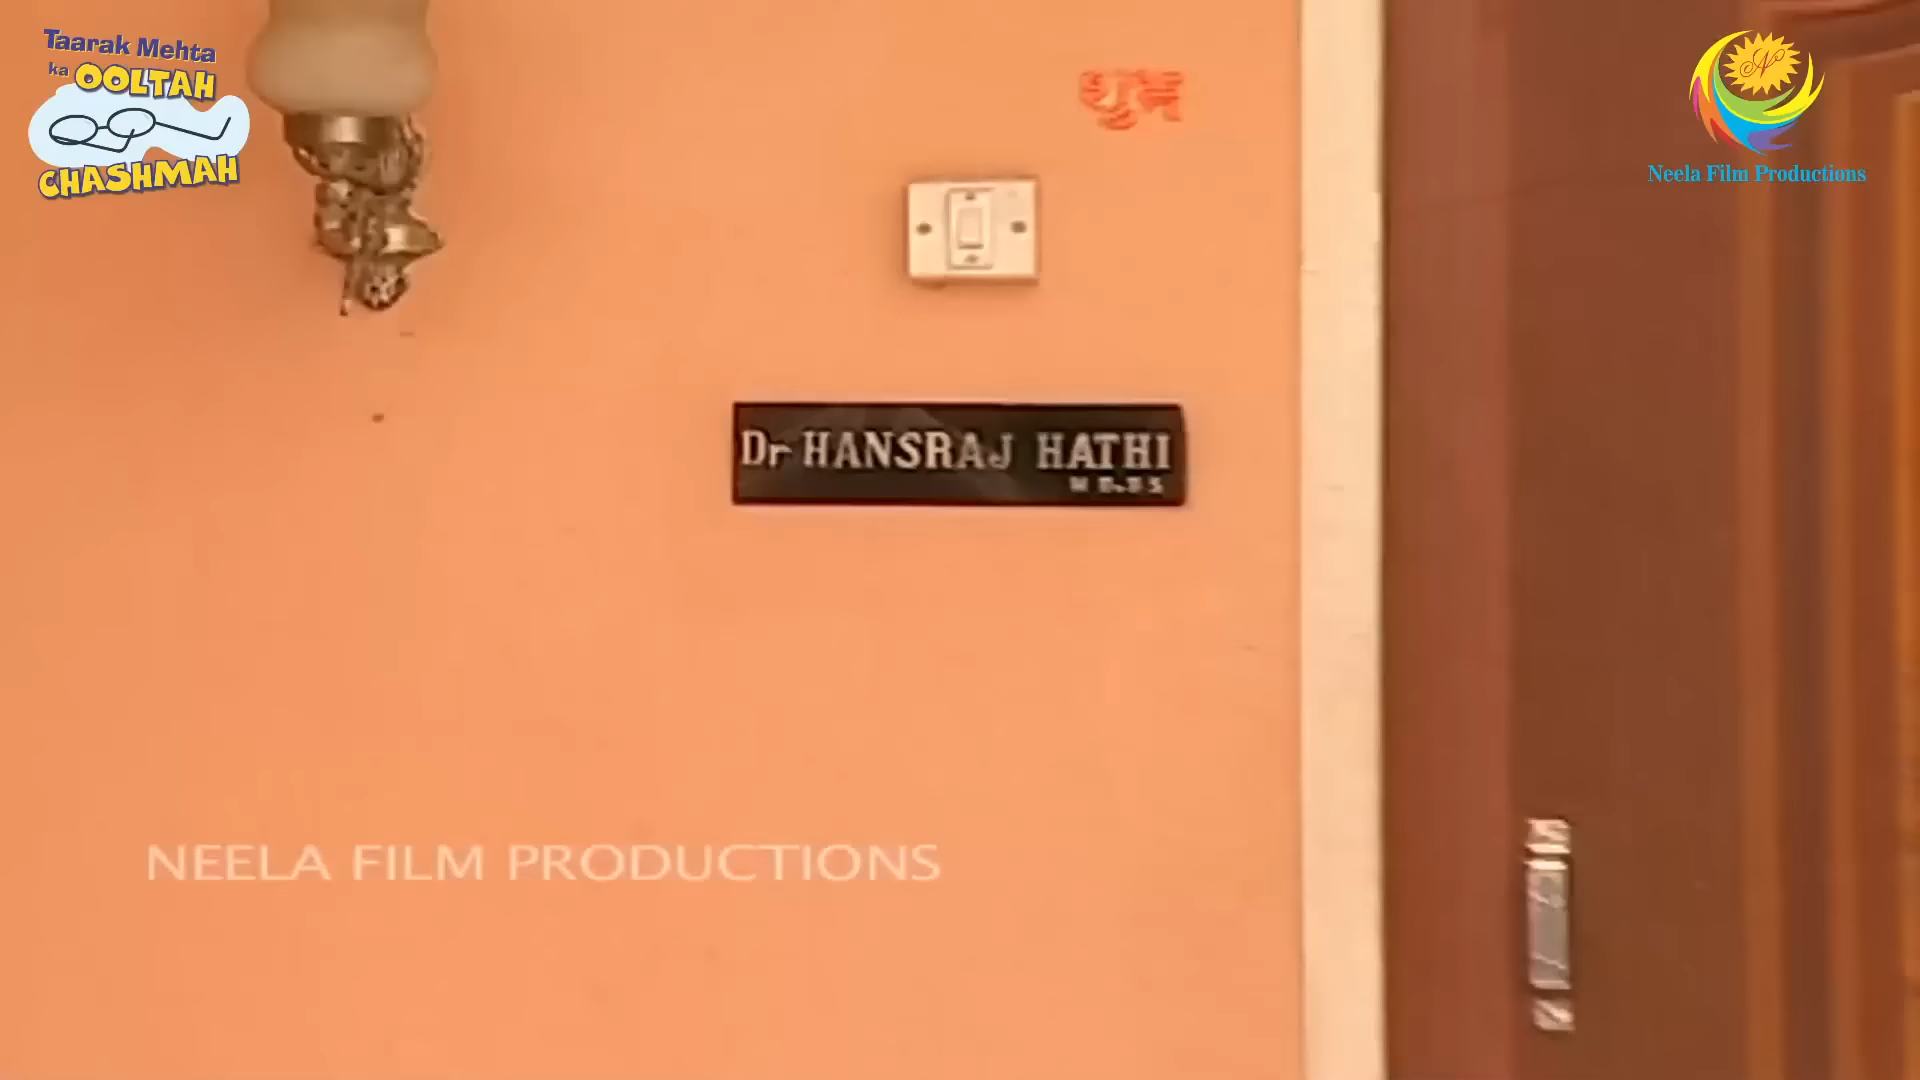 Taarak Mehta
ka OOLTAH
CHASHMAH
Neela Film Productions
शुभ
Dr HANSRAJ HATHI
NEELA FILM PRODUCTIONS